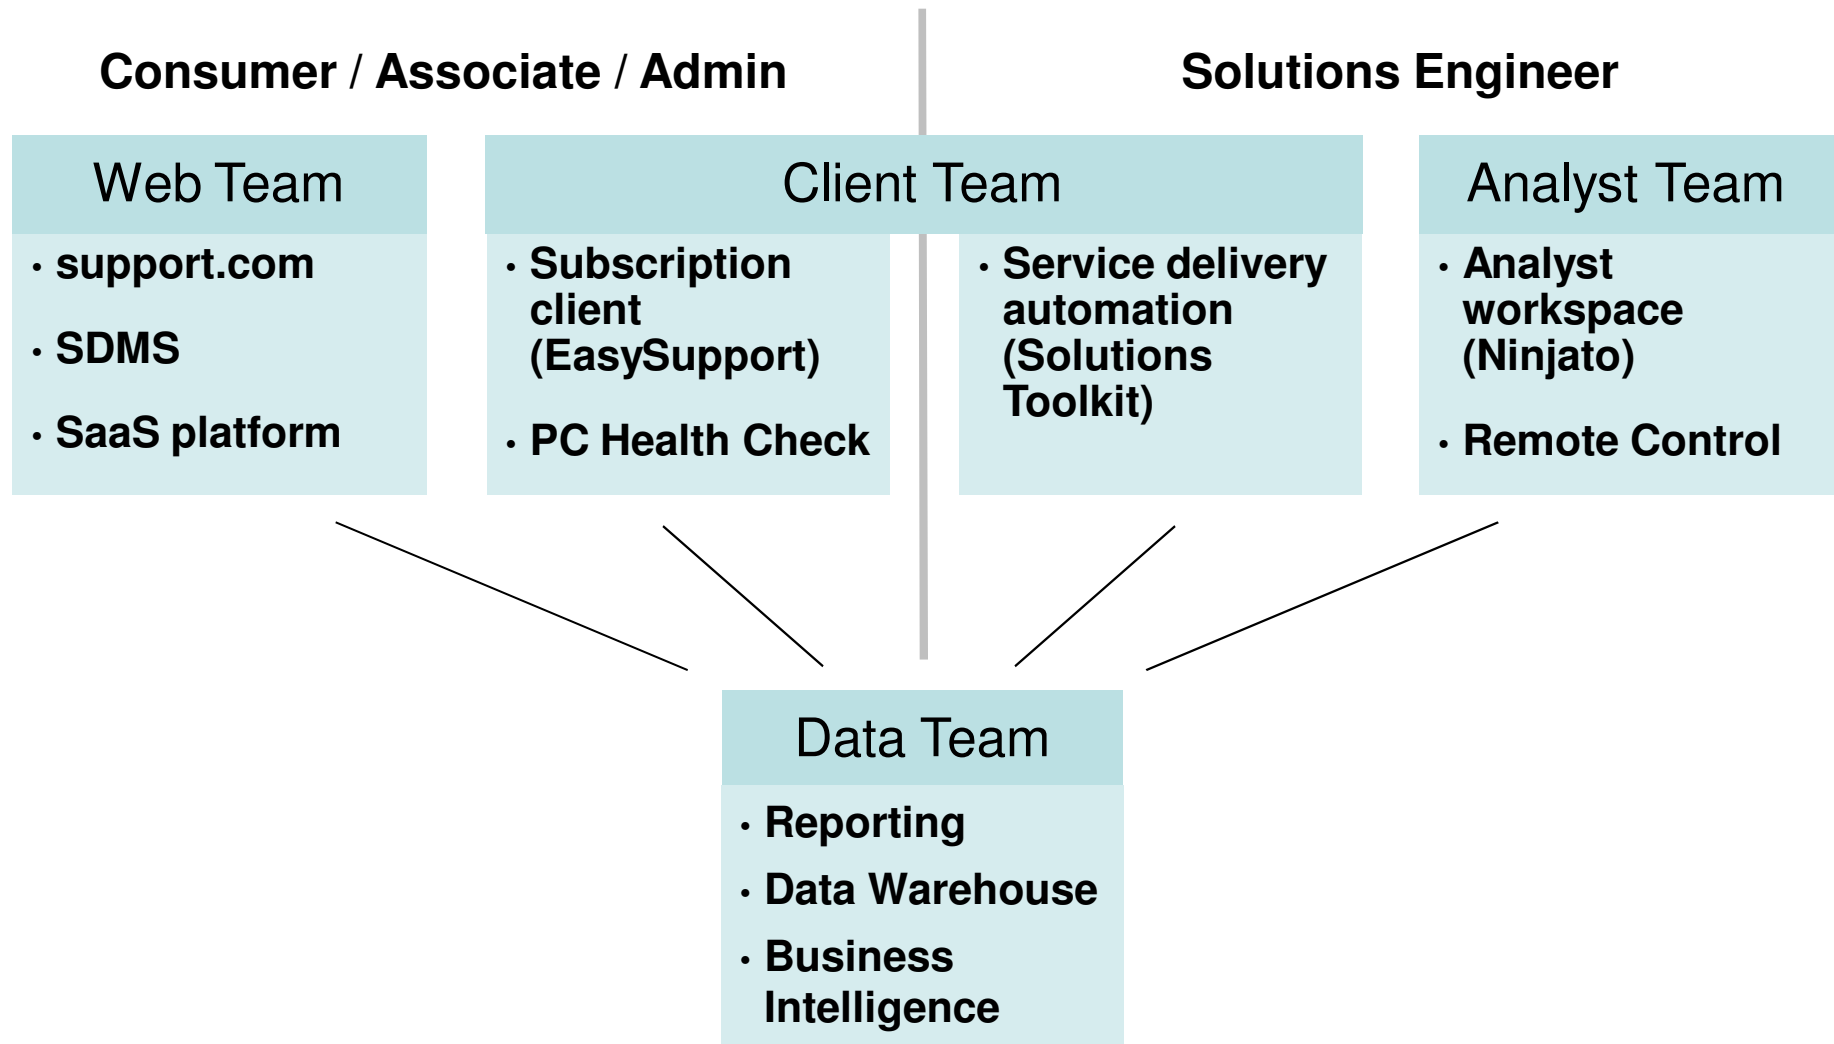 Consumer / Associate / Admin
Solutions Engineer
Web Team
• support.com
• SDMS
• SaaS platform
Client Team
• Subscription
client
(EasySupport)
• PC Health Check
• Service delivery
automation
(Solutions
Toolkit)
Analyst Team
• Analyst
workspace
(Ninjato)
• Remote Control
Data Team
• Reporting
• Data Warehouse
• Business
Intelligence